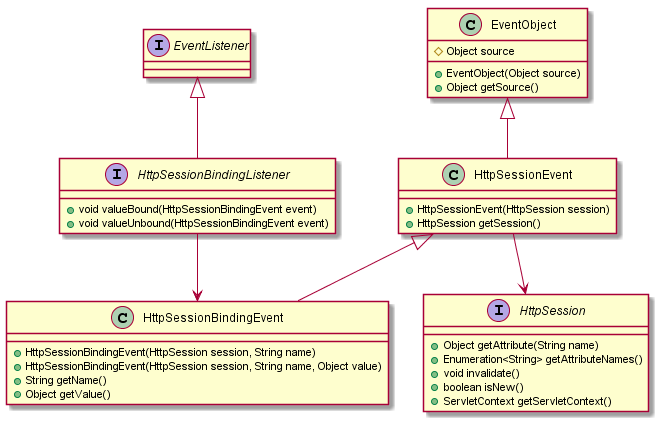 I EventListener
C EventObject
Object source
EventObject(Object source)
Object getSource()
I HttpSessionBindingListener
void valueBound(HttpSessionBindingEvent event)
void valueUnbound(HttpSessionBindingEvent event)
C HttpSessionEvent
HttpSessionEvent(HttpSession session)
HttpSession getSession()
C HttpSessionBindingEvent
HttpSessionBindingEvent(HttpSession session, String name)
HttpSessionBindingEvent(HttpSession session, String name, Object value)
String getName()
Object getValue()
I HttpSession
Object getAttribute(String name)
Enumeration<String> getAttributeNames()
void invalidate()
boolean isNew()
ServletContext getServletContext()